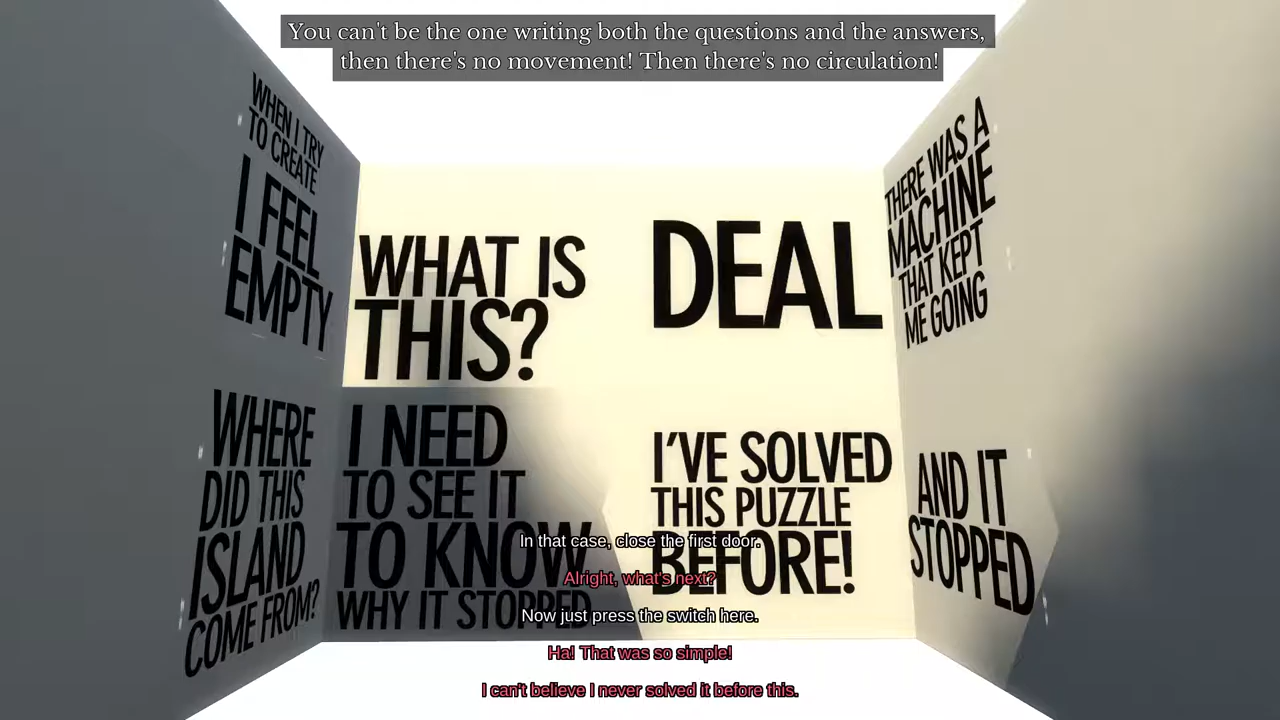 You can't be the one writing both the questions and the answers,
then there's no movement! Then there's no circulation!
WHEN I TRY
TO CREATE
I FEEL
EMPTY
WHAT IS
THIS?
DEAL
THERE WAS A
MACHINE
THAT KEPT
ME GOING
WHERE
DID THIS
ISLAND
COME FROM?
I NEED
TO SEE IT
TO KNOW
WHY IT STOPPED
I'VE SOLVED
THIS PUZZLE
BEFORE!
AND IT
STOPPED
In that case, close the first door.
Alright, what's next?
Now just press the switch here.
Ha! That was so simple!
I can't believe I never solved it before this.